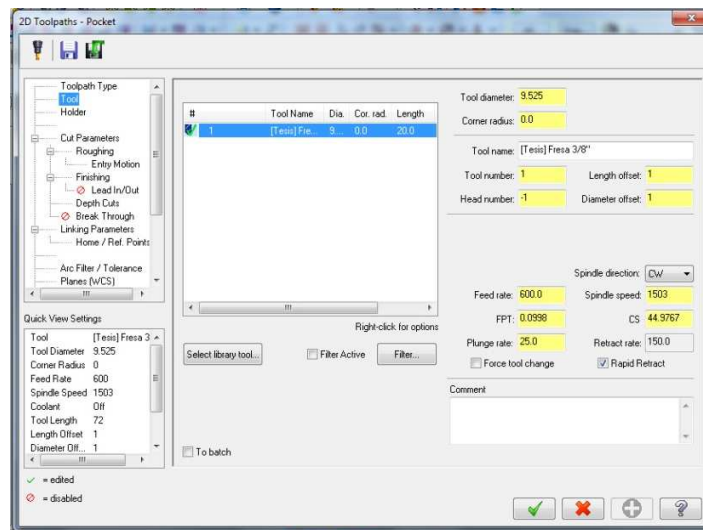 2D Toolpaths - Pocket
Toolpath Type
Tool
Holder
Cut Parameters
Roughing
Entry Motion
Finishing
Lead In/Out
Depth Cuts
Break Through
Linking Parameters
Home / Ref. Points
Arc Filter / Tolerance
Planes (WCS)
Quick View Settings
Tool [Tesis] Fresa 3
Tool Diameter 9.525
Corner Radius 0
Feed Rate 600
Spindle Speed 1503
Coolant Off
Tool Length 72
Length Offset 1
Diameter Off... 1
= edited
= disabled
# Tool Name Dia. Cor. rad. Length
1 [Tesis] Fre... 9.... 0.0 20.0
Right-click for options
Select library tool... Filter Active Filter...
To batch
Tool diameter: 9.525
Corner radius: 0.0
Tool name: [Tesis] Fresa 3/8"
Tool number: 1 Length offset: 1
Head number: -1 Diameter offset: 1
Spindle direction: CW
Feed rate: 600.0 Spindle speed: 1503
FPT: 0.0998 CS 44.9767
Plunge rate: 25.0 Retract rate: 150.0
Force tool change Rapid Retract
Comment